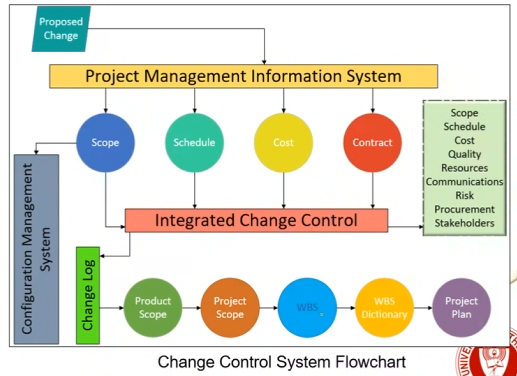 Proposed
Change
Project Management Information System
Scope
Schedule
Cost
Contract
Scope
Schedule
Cost
Quality
Resources
Communications
Risk
Procurement
Stakeholders
Configuration Management
System
Integrated Change Control
Change Log
Product
Scope
Project
Scope
WBS
WBS
Dictionary
Project
Plan
Change Control System Flowchart